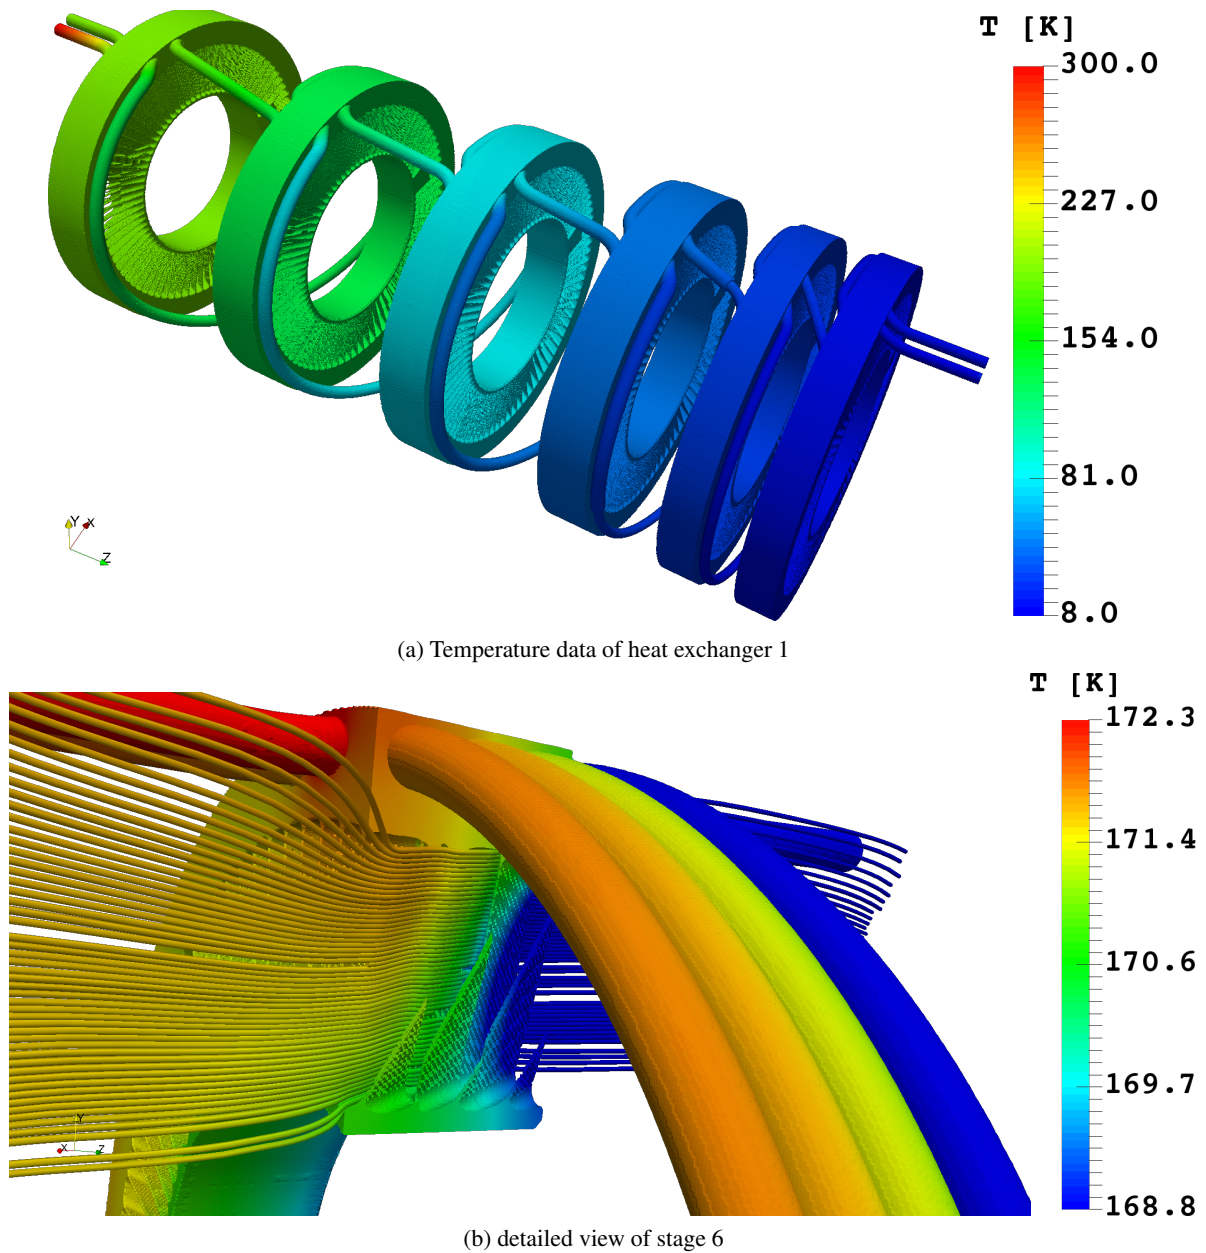 T [K]
300.0
227.0
154.0
81.0
8.0
Y X
Z
(a) Temperature data of heat exchanger 1
T [K]
172.3
171.4
170.6
169.7
168.8
Y
X Z
(b) detailed view of stage 6